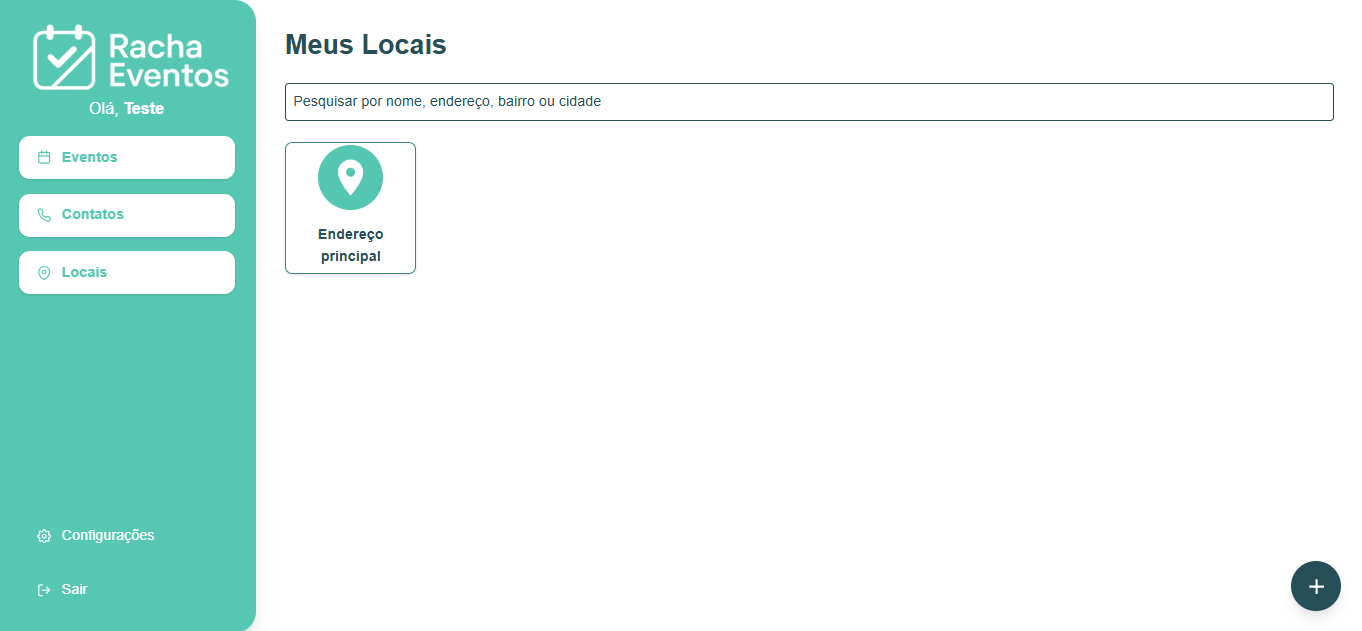 Racha
Eventos
Olá, Teste
Eventos
Contatos
Locais
Configurações
Sair
Meus Locais
Pesquisar por nome, endereço, bairro ou cidade
Endereço
principal